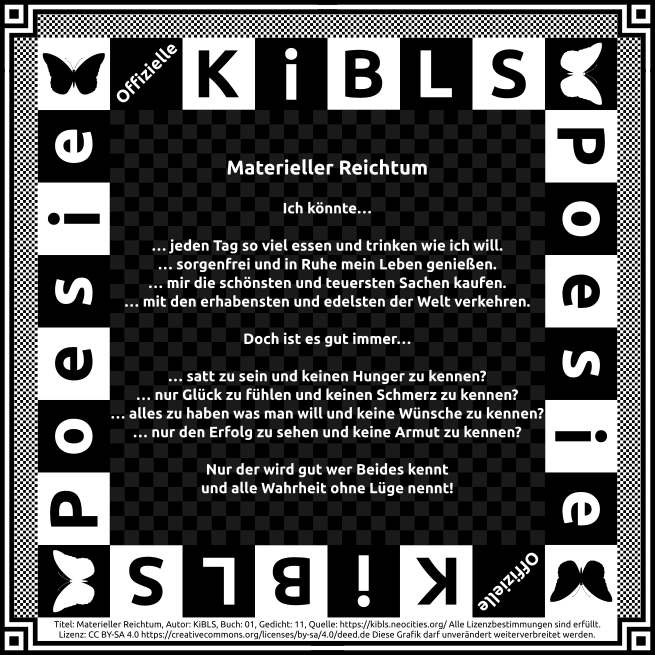 Offizielle
KiBLS
Poesie
Poesie
Materieller Reichtum
Ich könnte…
… jeden Tag so viel essen und trinken wie ich will.
… sorgenfrei und in Ruhe mein Leben genießen.
… mir die schönsten und teuersten Sachen kaufen.
… mit den erhabensten und edelsten der Welt verkehren.
Doch ist es gut immer…
… satt zu sein und keinen Hunger zu kennen?
… nur Glück zu fühlen und keinen Schmerz zu kennen?
… alles zu haben was man will und keine Wünsche zu kennen?
… nur den Erfolg zu sehen und keine Armut zu kennen?
Nur der wird gut wer Beides kennt
und alle Wahrheit ohne Lüge nennt!
Offizielle
KiBLS
Titel: Materieller Reichtum, Autor: KiBLS, Buch: 01, Gedicht: 11, Quelle: https://kibls.neocities.org/ Alle Lizenzbestimmungen sind erfüllt.
Lizenz: CC BY-SA 4.0 https://creativecommons.org/licenses/by-sa/4.0/deed.de Diese Grafik darf unverändert weiterverbreitet werden.